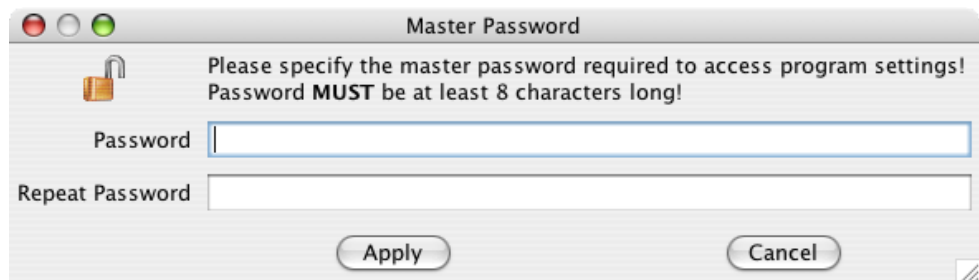 Master Password
Please specify the master password required to access program settings!
Password MUST be at least 8 characters long!
Password
Repeat Password
Apply
Cancel